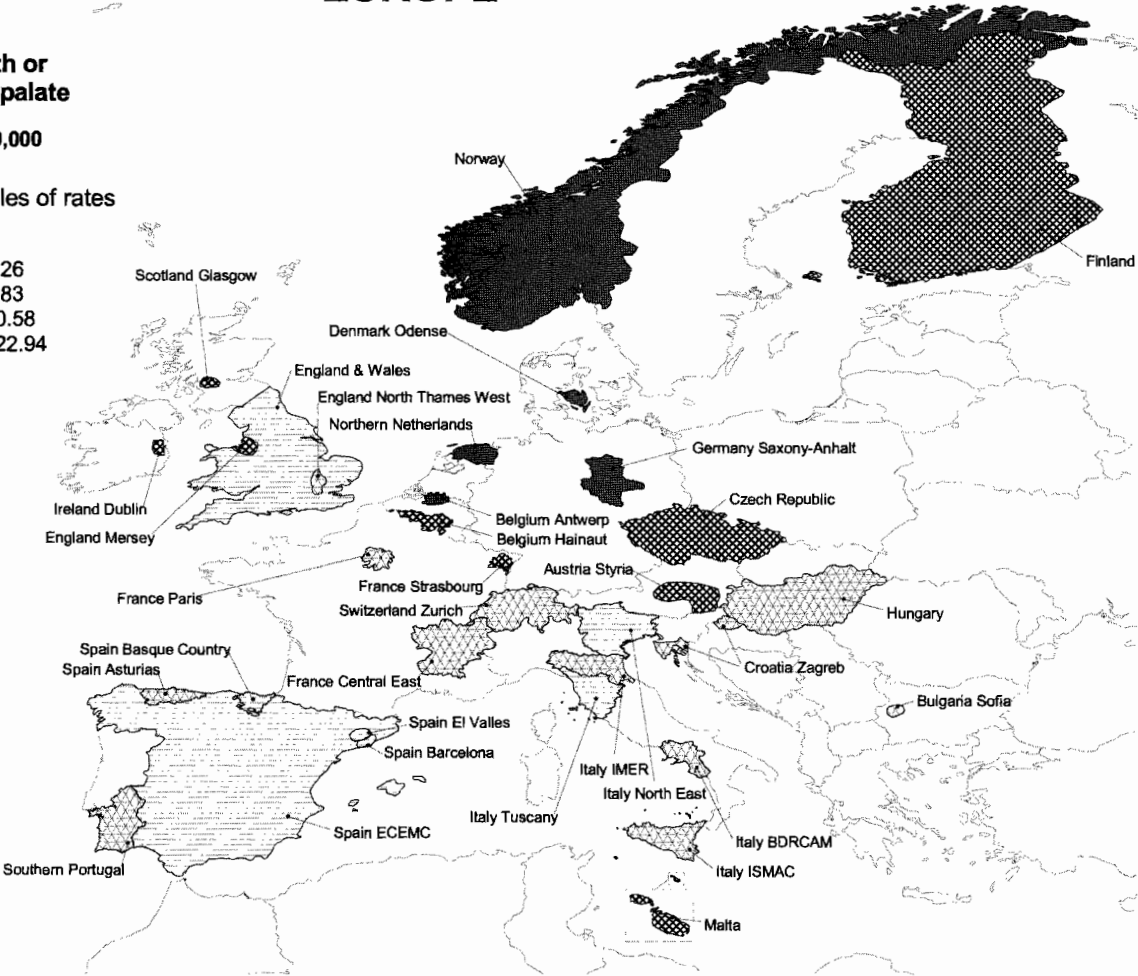 EUROPE
th or
palate
0,000
les of rates
26
83
0.58
22.94
Norway
Finland
Scotland Glasgow
Denmark Odense
England & Wales
England North Thames West
Northern Netherlands
Germany Saxony-Anhalt
Czech Republic
Ireland Dublin
England Mersey
Belgium Antwerp
Belgium Hainaut
Austria Styria
France Strasbourg
France Paris
Switzerland Zurich
Hungary
Spain Basque Country
Spain Asturias
France Central East
Croatia Zagreb
Bulgaria Sofia
Spain El Valles
Spain Barcelona
Italy IMER
Italy North East
Italy Tuscany
Spain ECEMC
Italy BDRCAM
Southern Portugal
Italy ISMAC
Malta